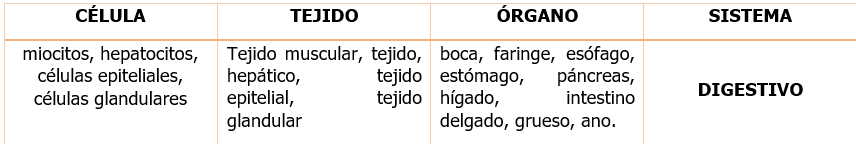 CÉLULA
TEJIDO
ÓRGANO
SISTEMA
miocitos, hepatocitos,
células epiteliales,
células glandulares
Tejido muscular, tejido,
hepático, tejido
epitelial, tejido
glandular
boca, faringe, esófago,
estómago, páncreas,
hígado, intestino
delgado, grueso, ano.
DIGESTIVO